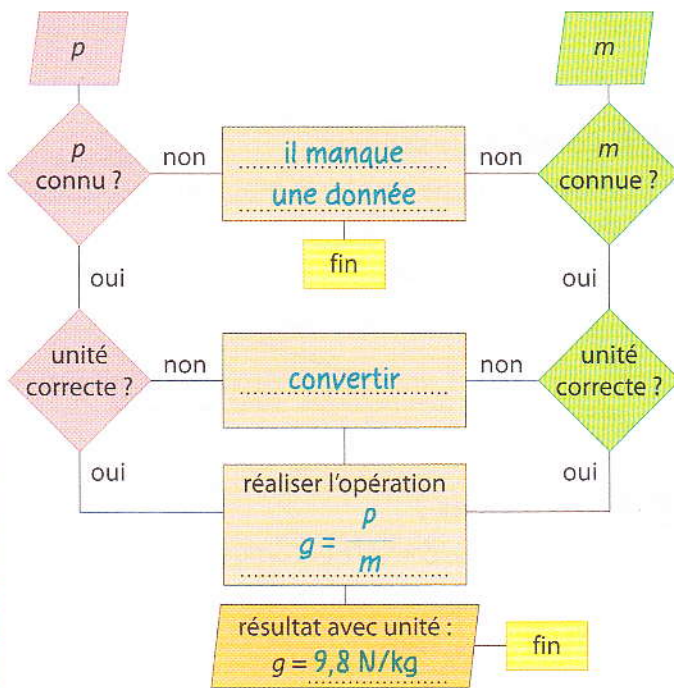 p
m
p
connu ?
non
il manque
une donnée
non
m
connue ?
fin
oui
oui
unité
correcte ?
non
convertir
non
unité
correcte ?
oui
réaliser l'opération
g = p/m
oui
résultat avec unité :
g = 9,8 N/kg
fin